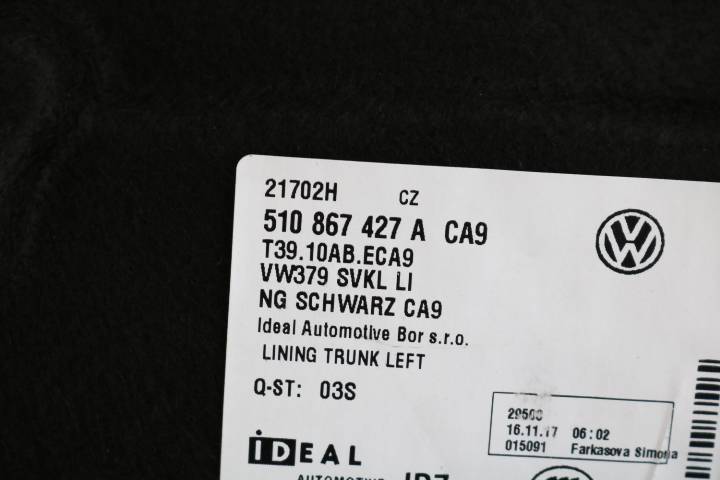 21702H CZ
510 867 427 A CA9
T39.10AB.ECA9
VW379 SVKL LI
NG SCHWARZ CA9
Ideal Automotive Bor s.r.o.
LINING TRUNK LEFT
Q-ST: 03S
16.11.17 06:02
015091 Farkasova Simona
IDEAL
AUTOMOTIVE